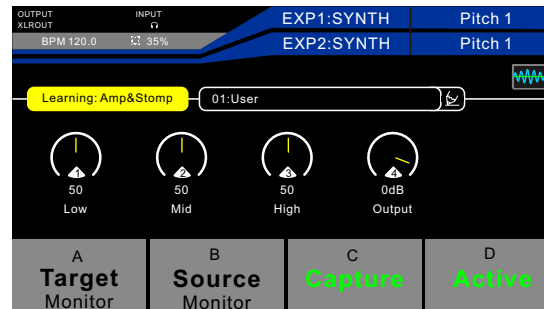 OUTPUT INPUT EXP1:SYNTH Pitch 1
XLROUT
BPM 120.0 35% EXP2:SYNTH Pitch 1
Learning: Amp&Stomp 01:User
1 2 3 4
50 50 50 0dB
Low Mid High Output
A B C D
Target Source Capture Active
Monitor Monitor